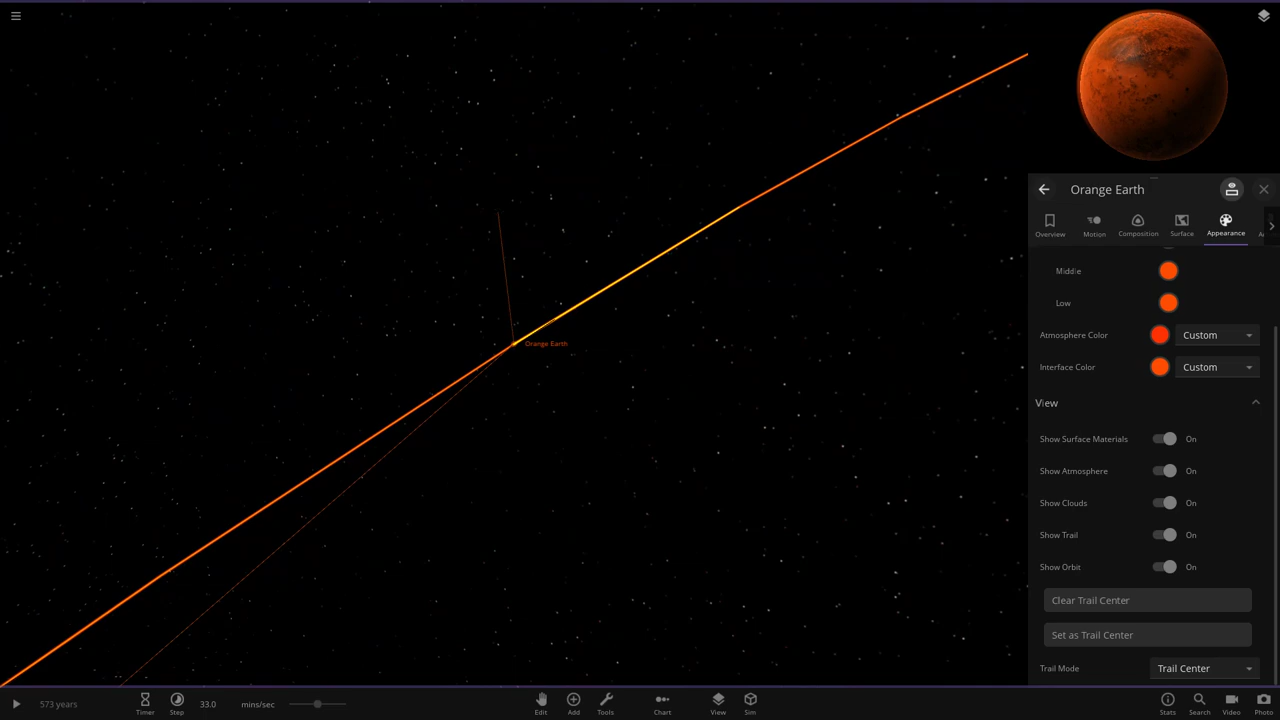 Orange Earth
Overview
Motion
Composition
Surface
Appearance
Middle
Low
Atmosphere Color
Custom
Interface Color
Custom
View
Show Surface Materials
On
Show Atmosphere
On
Show Clouds
On
Show Trail
On
Show Orbit
On
Clear Trail Center
Set as Trail Center
Trail Mode
Trail Center
Orange Earth
573 years
Timer
Step
33.0
mins/sec
Edit
Add
Tools
Chart
View
Sim
Stats
Search
Video
Photo